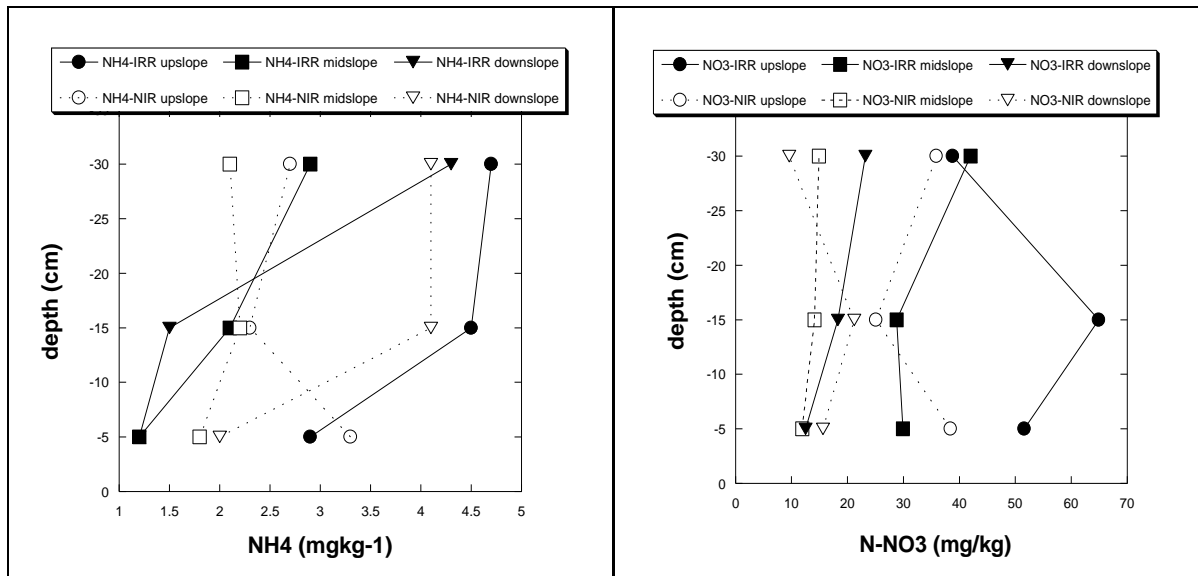 NH4-IRR upslope NH4-IRR midslope NH4-IRR downslope
NH4-NIR upslope NH4-NIR midslope NH4-NIR downslope
-30
-25
-20
-15
-10
-5
0
depth (cm)
1 1.5 2 2.5 3 3.5 4 4.5 5
NH4 (mgkg-1)
NO3-IRR upslope NO3-IRR midslope NO3-IRR downslope
NO3-NIR upslope NO3-NIR midslope NO3-NIR downslope
-30
-25
-20
-15
-10
-5
0
depth (cm)
0 10 20 30 40 50 60 70
N-NO3 (mg/kg)